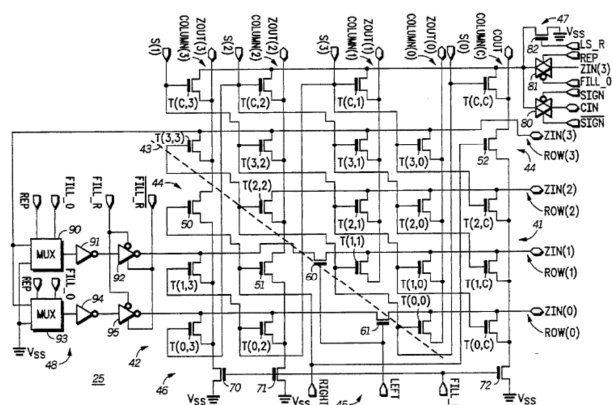 COLUMN(3)
ZOUT(3)
S(1)
COLUMN(2)
ZOUT(2)
S(2)
COLUMN(1)
ZOUT(1)
S(3)
COLUMN(0)
ZOUT(0)
S(0)
COLUMN(C)
COUT
47
VSS
82
LS_R
REP
81
ZIN(3)
FILL_0
SIGN
80
CIN
SIGN
T(C,3)
T(C,2)
T(C,1)
T(C,C)
T(3,3)
43
T(3,2)
T(3,1)
T(3,0)
52
ZIN(3)
ROW(3)
44
44
50
T(2,2)
T(2,1)
T(2,0)
T(2,C)
ZIN(2)
ROW(2)
41
REP
FILL_0
FILL_R
FILL_R
90
MUX
91
92
T(1,3)
51
60
T(1,1)
T(1,0)
T(1,C)
ZIN(1)
ROW(1)
REP
FILL_0
MUX
93
94
95
T(0,3)
T(0,2)
61
T(0,0)
T(0,C)
ZIN(0)
ROW(0)
VSS
48
42
25
46
70
71
72
VSS
VSS
VSS
RIGHT
LEFT
FILL_
45